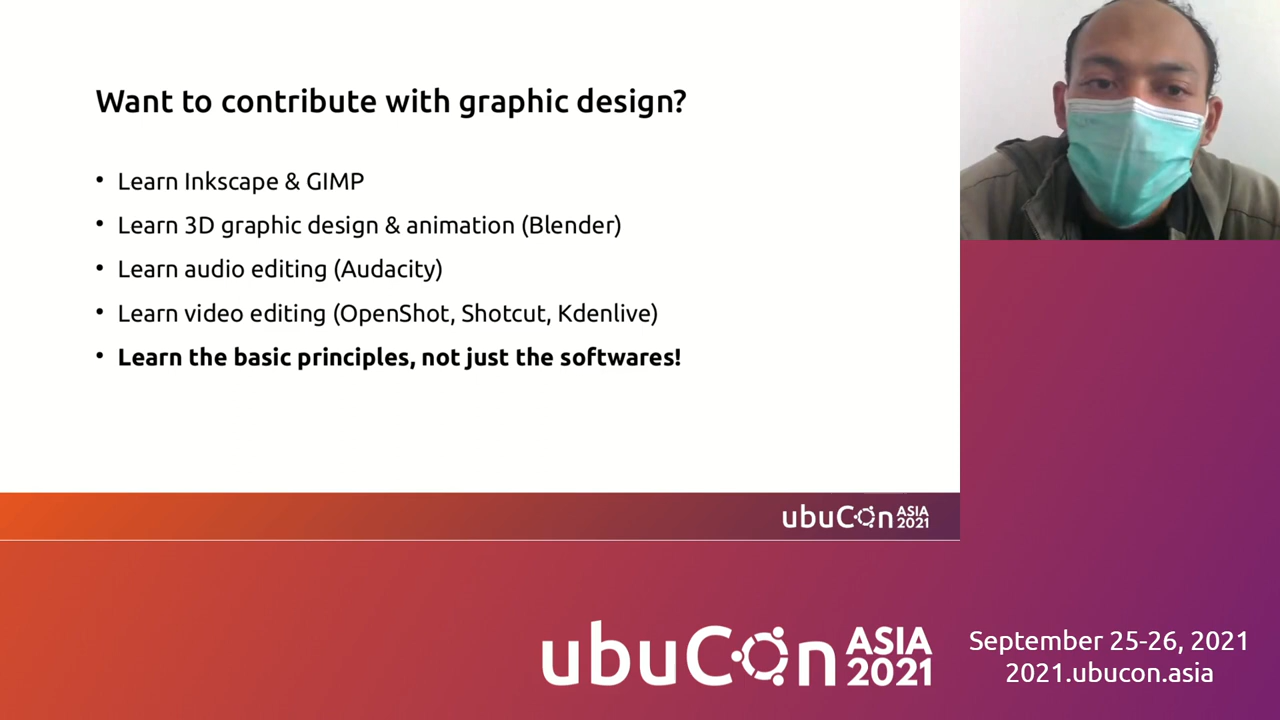 Want to contribute with graphic design?
• Learn Inkscape & GIMP
• Learn 3D graphic design & animation (Blender)
• Learn audio editing (Audacity)
• Learn video editing (OpenShot, Shotcut, Kdenlive)
• Learn the basic principles, not just the softwares!
ubuCon ASIA 2021
ubuCon ASIA 2021
September 25-26, 2021
2021.ubucon.asia